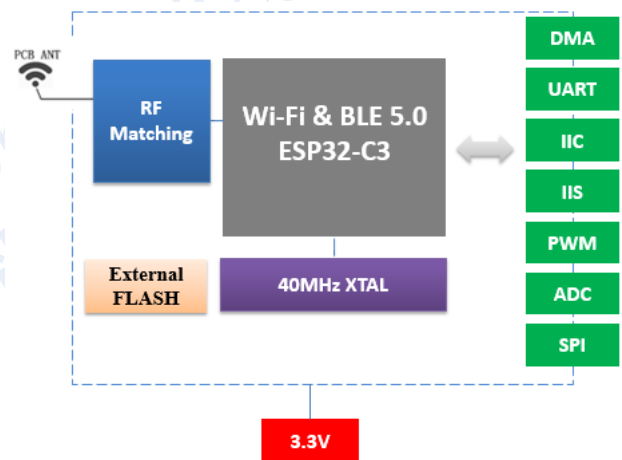 PCB ANT
RF
Matching
Wi-Fi & BLE 5.0
ESP32-C3
External
FLASH
40MHz XTAL
DMA
UART
IIC
IIS
PWM
ADC
SPI
3.3V